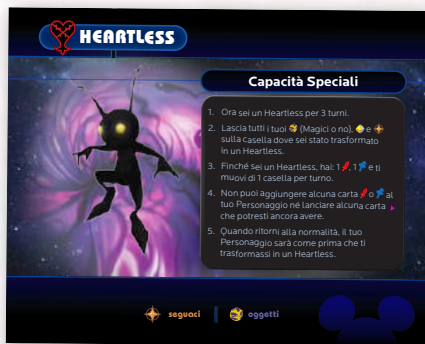 HEARTLESS
Capacità Speciali
1. Ora sei un Heartless per 3 turni.
2. Lascia tutti i tuoi (Magici o no), e
sulla casella dove sei stato trasformato
in un Heartless.
3. Finché sei un Heartless, hai: 1, 1 e ti
muovi di 1 casella per turno.
4. Non puoi aggiungere alcuna carta o al
tuo Personaggio né lanciare alcuna carta
che potresti ancora avere.
5. Quando ritorni alla normalità, il tuo
Personaggio sarà come prima che ti
trasformassi in un Heartless.
seguaci oggetti